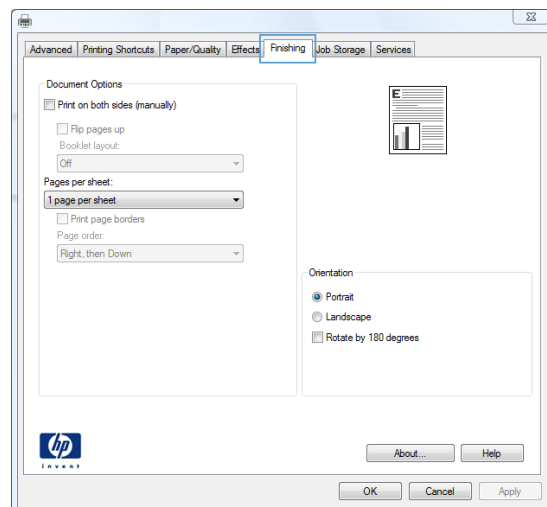 Advanced Printing Shortcuts Paper/Quality Effects Finishing Job Storage Services
Document Options
Print on both sides (manually)
Flip pages up
Booklet layout:
Off
Pages per sheet:
1 page per sheet
Print page borders
Page order:
Right, then Down
E
Orientation
Portrait
Landscape
Rotate by 180 degrees
hp
invent
About... Help
OK Cancel Apply